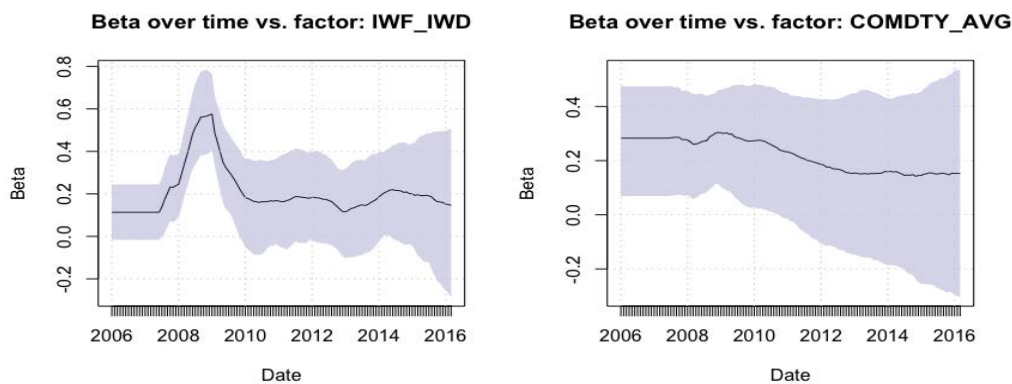 Beta over time vs. factor: IWF_IWD
Beta
0.8
0.6
0.4
0.2
0.0
-0.2
2006 2008 2010 2012 2014 2016
Date
Beta over time vs. factor: COMDTY_AVG
Beta
0.4
0.2
0.0
-0.2
2006 2008 2010 2012 2014 2016
Date